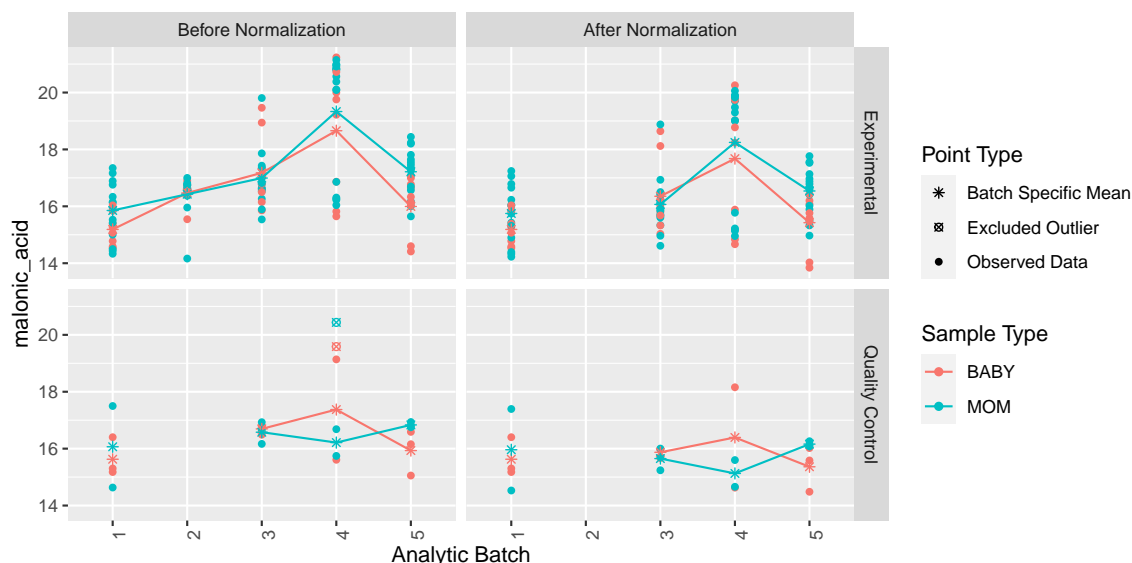 Before Normalization
After Normalization
20
18
16
14
Experimental
20
18
16
14
Quality Control
malonic_acid
1
2
3
4
5
1
2
3
4
5
Analytic Batch
Point Type
Batch Specific Mean
Excluded Outlier
Observed Data
Sample Type
BABY
MOM